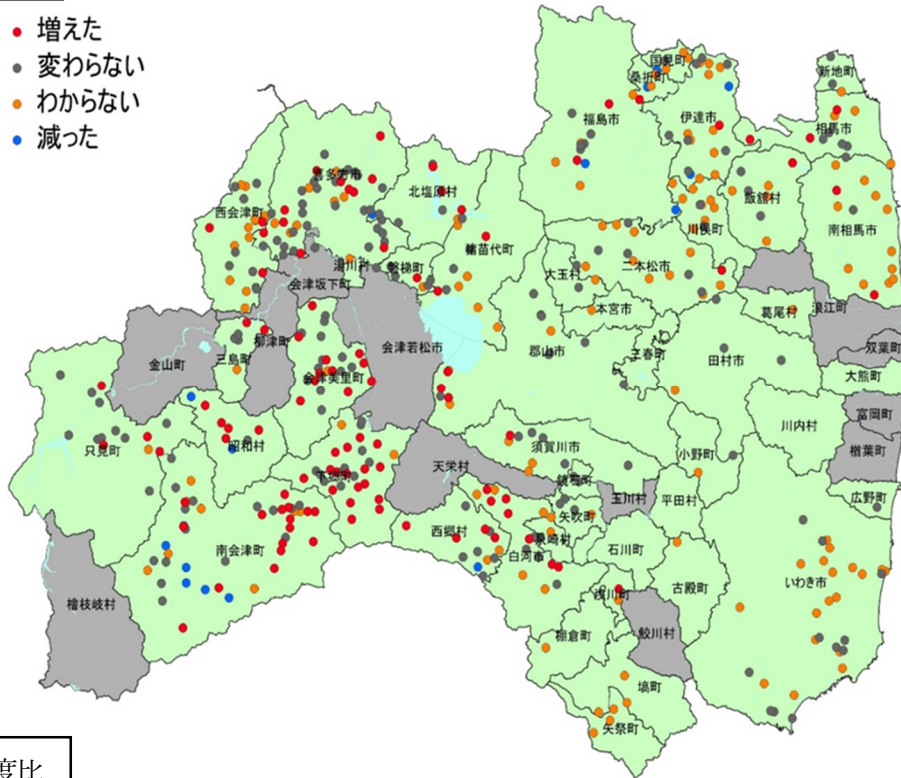 増えた
変わらない
わからない
減った
国見町
桑折町
新地町
福島市
伊達市
相馬市
喜多方市
北塩原村
飯舘村
西会津町
川俣町
南相馬市
猪苗代町
湯川村
磐梯町
大玉村
二本松市
会津坂下町
本宮市
葛尾村
浪江町
柳津町
会津若松市
郡山市
三春町
田村市
双葉町
金山町
三島町
大熊町
会津美里町
富岡町
川内村
昭和村
只見町
須賀川市
小野町
楢葉町
天栄村
下郷町
鏡石町
玉川村
平田村
広野町
矢吹町
西郷村
泉崎村
南会津町
白河市
石川町
いわき市
古殿町
浅川町
檜枝岐村
棚倉町
鮫川村
塙町
矢祭町
度比